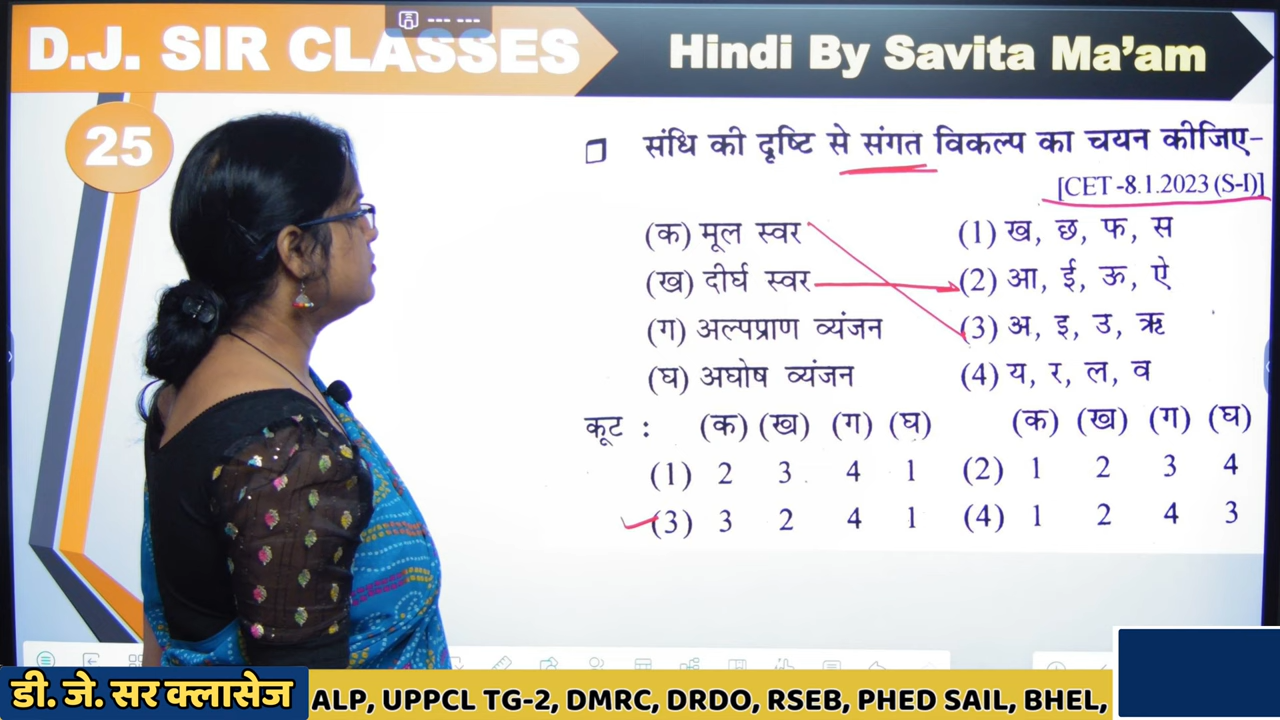 D.J. SIR CLASSES
Hindi By Savita Ma’am
25
संधि की दृष्टि से संगत विकल्प का चयन कीजिए-
[CET -8.1.2023 (S-I)]
(क) मूल स्वर (1) ख, छ, फ, स
(ख) दीर्घ स्वर (2) आ, ई, ऊ, ऐ
(ग) अल्पप्राण व्यंजन (3) अ, इ, उ, ऋ
(घ) अघोष व्यंजन (4) य, र, ल, व
कूट : (क) (ख) (ग) (घ) (क) (ख) (ग) (घ)
(1) 2 3 4 1 (2) 1 2 3 4
(3) 3 2 4 1 (4) 1 2 4 3
डी. जे. सर क्लासेज
ALP, UPPCL TG-2, DMRC, DRDO, RSEB, PHED SAIL, BHEL,